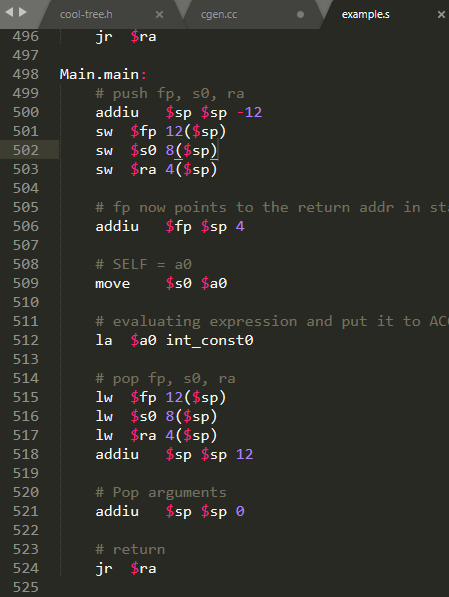 cool-tree.h × cgen.cc example.s ×
496 jr $ra
497
498 Main.main:
499 # push fp, s0, ra
500 addiu $sp $sp -12
501 sw $fp 12($sp)
502 sw $s0 8($sp)
503 sw $ra 4($sp)
504
505 # fp now points to the return addr in
506 addiu $fp $sp 4
507
508 # SELF = a0
509 move $s0 $a0
510
511 # evaluating expression and put it to
512 la $a0 int_const0
513
514 # pop fp, s0, ra
515 lw $fp 12($sp)
516 lw $s0 8($sp)
517 lw $ra 4($sp)
518 addiu $sp $sp 12
519
520 # Pop arguments
521 addiu $sp $sp 0
522
523 # return
524 jr $ra
525